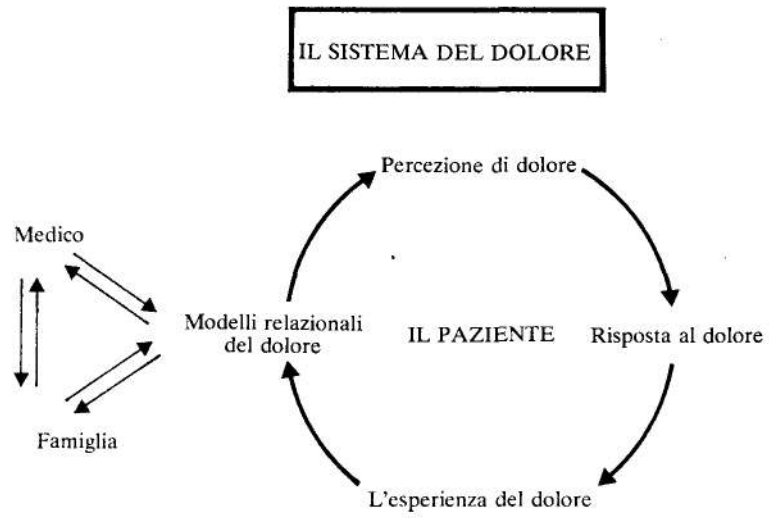 IL SISTEMA DEL DOLORE
Percezione di dolore
Medico
Modelli relazionali
del dolore
IL PAZIENTE
Risposta al dolore
Famiglia
L'esperienza del dolore